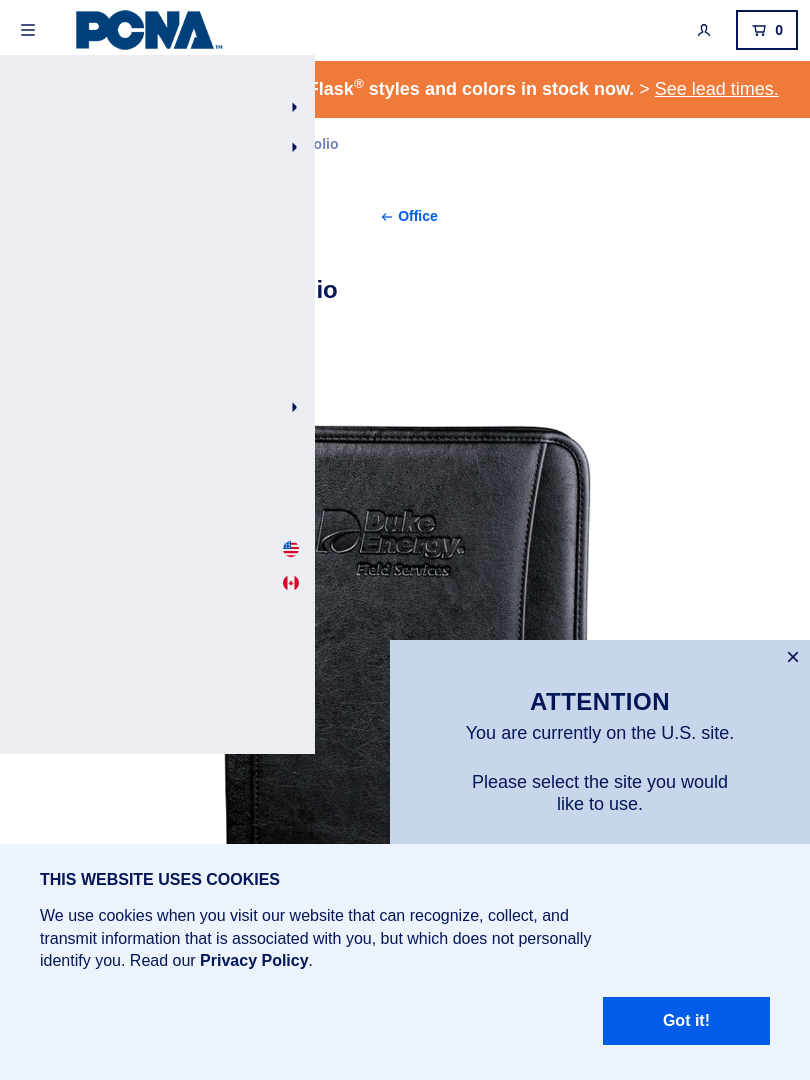 PCNA™
0
Flask® styles and colors in stock now. > See lead times.
olio
← Office
io
Duke
Energy®
Field Services
×
ATTENTION
You are currently on the U.S. site.
Please select the site you would
like to use.
THIS WEBSITE USES COOKIES
We use cookies when you visit our website that can recognize, collect, and
transmit information that is associated with you, but which does not personally
identify you. Read our Privacy Policy.
Got it!